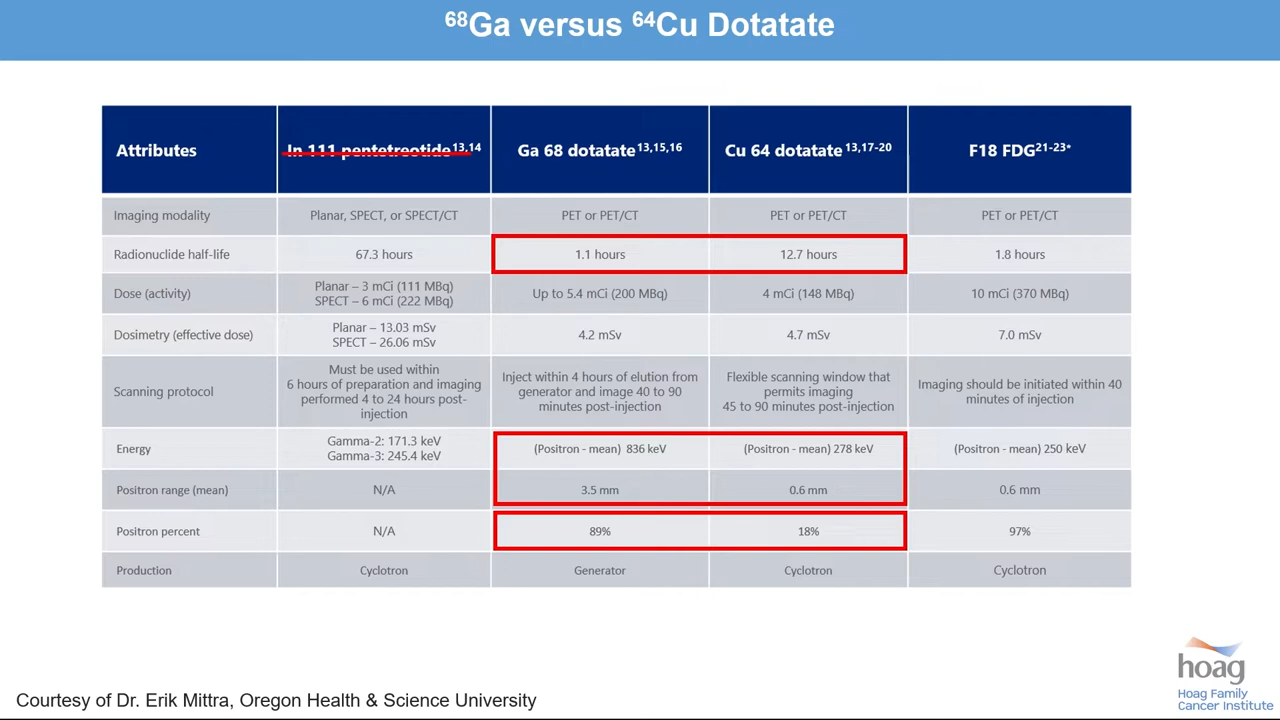 ⁶⁸Ga versus ⁶⁴Cu Dotatate
Attributes
In 111 pentetreotide¹³,¹⁴
Ga 68 dotatate¹³,¹⁵,¹⁶
Cu 64 dotatate¹³,¹⁷⁻²⁰
F18 FDG²¹⁻²³*
Imaging modality
Planar, SPECT, or SPECT/CT
PET or PET/CT
PET or PET/CT
PET or PET/CT
Radionuclide half-life
67.3 hours
1.1 hours
12.7 hours
1.8 hours
Dose (activity)
Planar – 3 mCi (111 MBq)
SPECT – 6 mCi (222 MBq)
Up to 5.4 mCi (200 MBq)
4 mCi (148 MBq)
10 mCi (370 MBq)
Dosimetry (effective dose)
Planar – 13.03 mSv
SPECT – 26.06 mSv
4.2 mSv
4.7 mSv
7.0 mSv
Scanning protocol
Must be used within
6 hours of preparation and imaging
performed 4 to 24 hours post-
injection
Inject within 4 hours of elution from
generator and image 40 to 90
minutes post-injection
Flexible scanning window that
permits imaging
45 to 90 minutes post-injection
Imaging should be initiated within 40
minutes of injection
Energy
Gamma-2: 171.3 keV
Gamma-3: 245.4 keV
(Positron - mean) 836 keV
(Positron - mean) 278 keV
(Positron - mean) 250 keV
Positron range (mean)
N/A
3.5 mm
0.6 mm
0.6 mm
Positron percent
N/A
89%
18%
97%
Production
Cyclotron
Generator
Cyclotron
Cyclotron
hoag
Hoag Family
Cancer Institute
Courtesy of Dr. Erik Mittra, Oregon Health & Science University